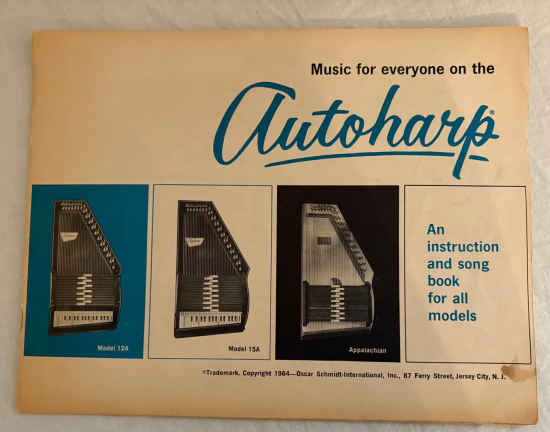 Music for everyone on the
Autoharp®
An
instruction
and song
book
for all
models
Model 12A
Model 15A
Appalachian
®Trademark, Copyright 1964—Oscar Schmidt-International, Inc., 87 Ferry Street, Jersey City, N. J.